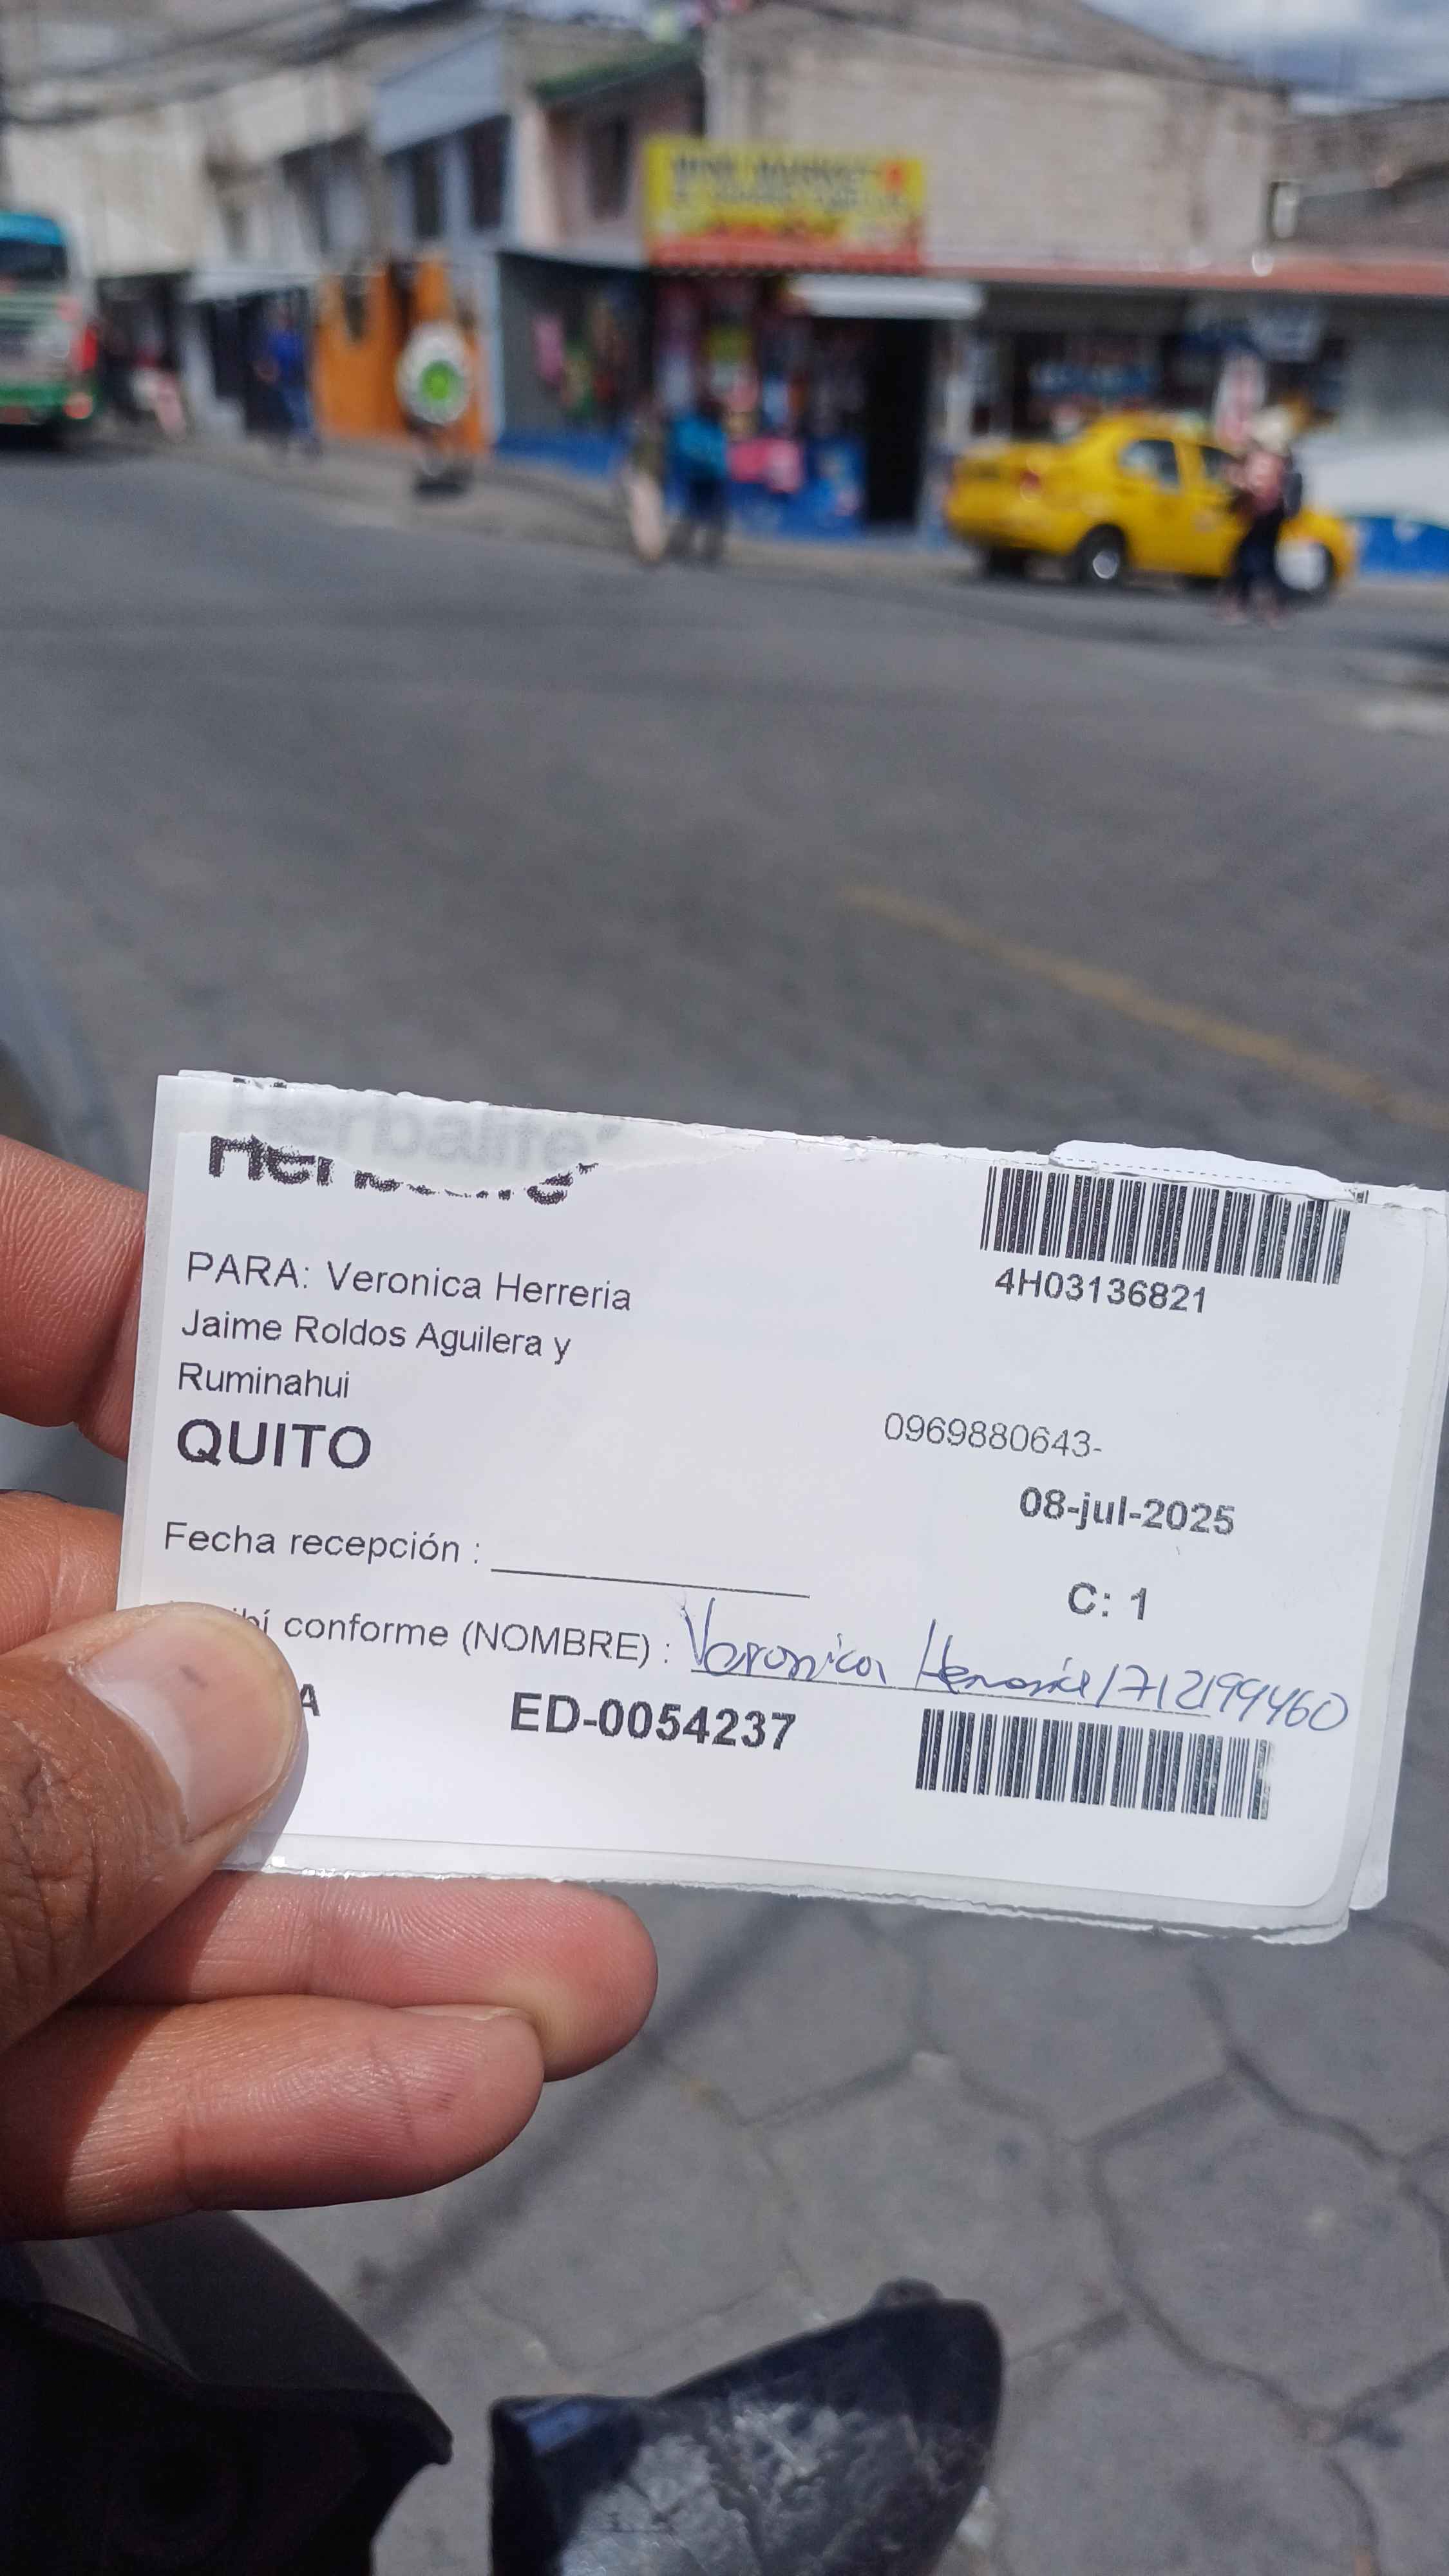 Herbalife
4H03136821
PARA: Veronica Herreria
Jaime Roldos Aguilera y
Ruminahui
QUITO
0969880643-
08-jul-2025
Fecha recepción :
C: 1
conforme (NOMBRE) : Veronica Herreria 1712199460
A
ED-0054237